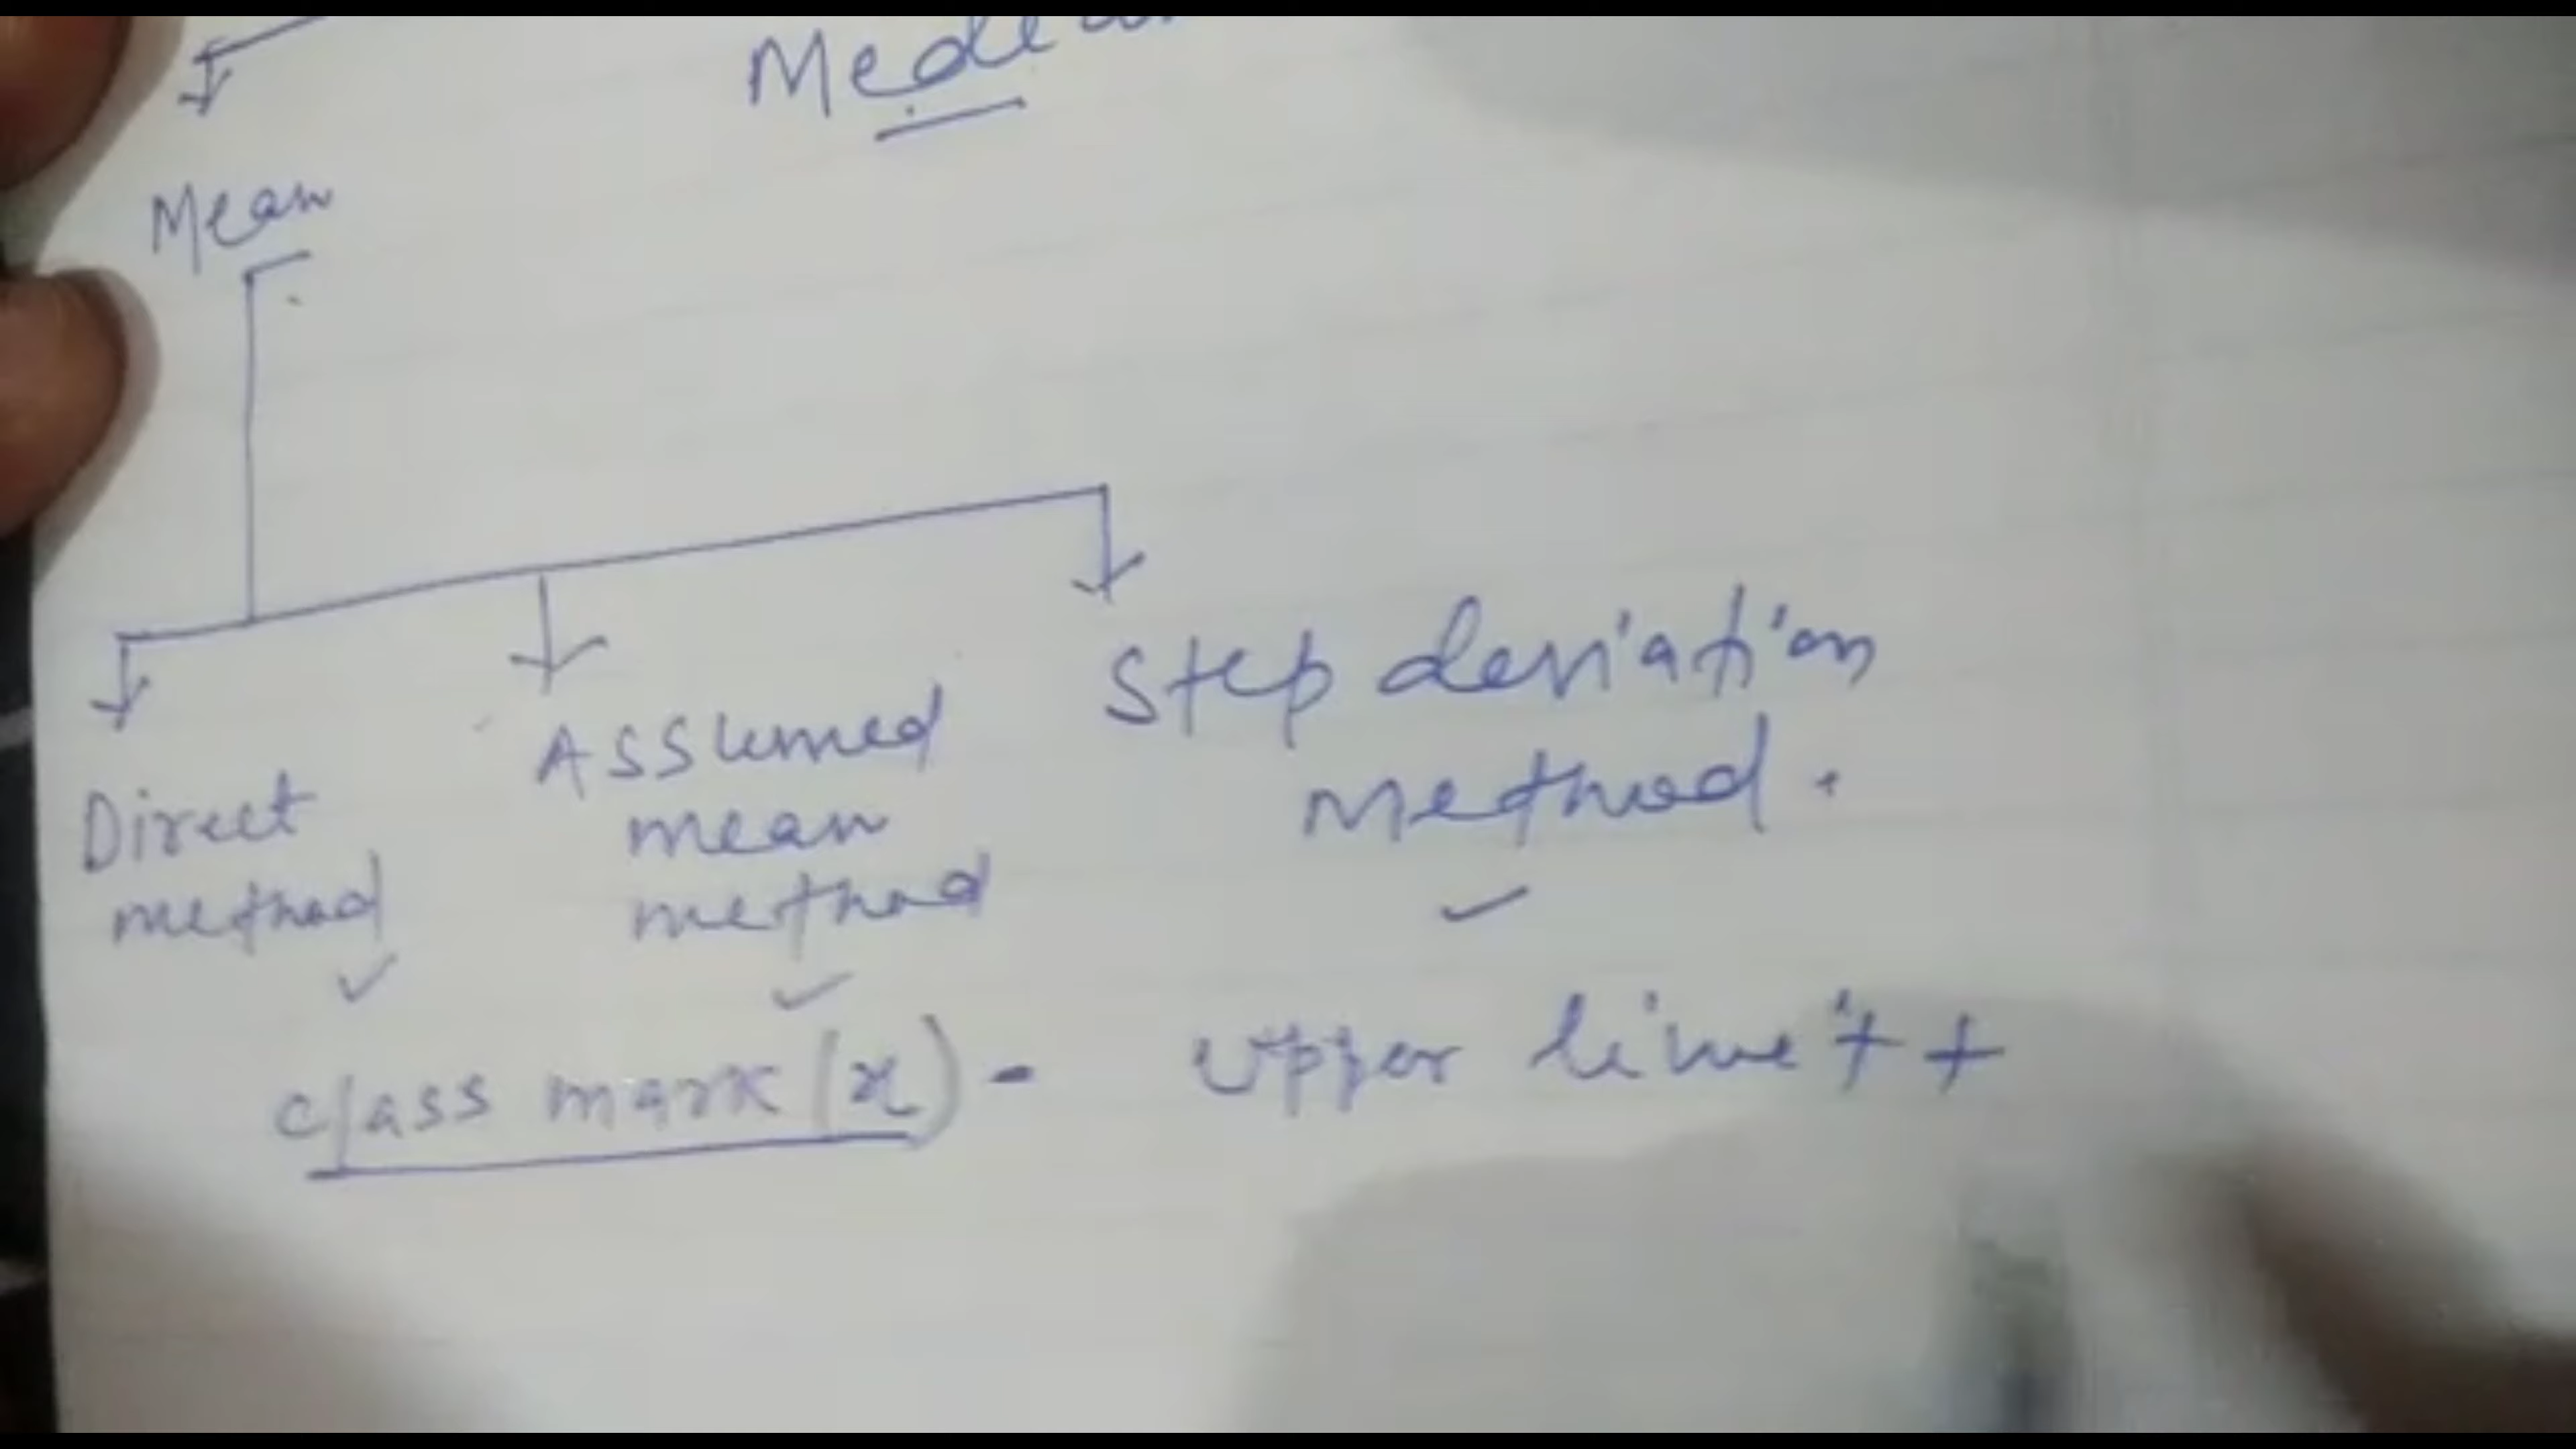 Mean
Direct method
Assumed mean method
Step deviation Method.
class mark (x) - Upper limit +